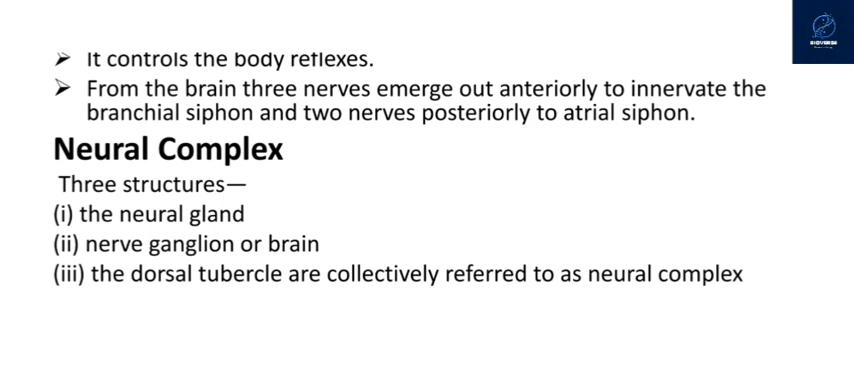 ➢ It controls the body reflexes.
➢ From the brain three nerves emerge out anteriorly to innervate the
branchial siphon and two nerves posteriorly to atrial siphon.
Neural Complex
Three structures—
(i) the neural gland
(ii) nerve ganglion or brain
(iii) the dorsal tubercle are collectively referred to as neural complex
BIOVERSE